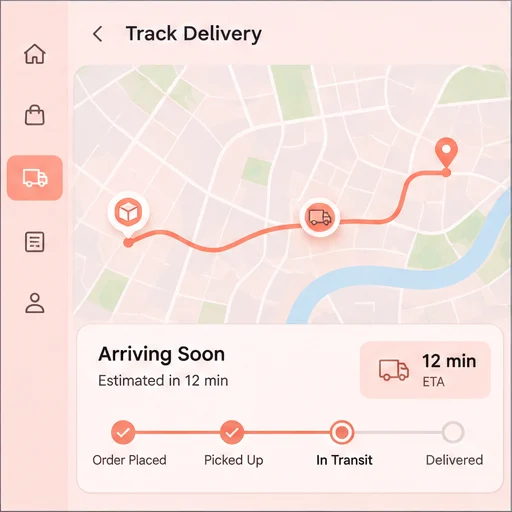 Track Delivery
Arriving Soon
Estimated in 12 min
12 min
ETA
Order Placed
Picked Up
In Transit
Delivered